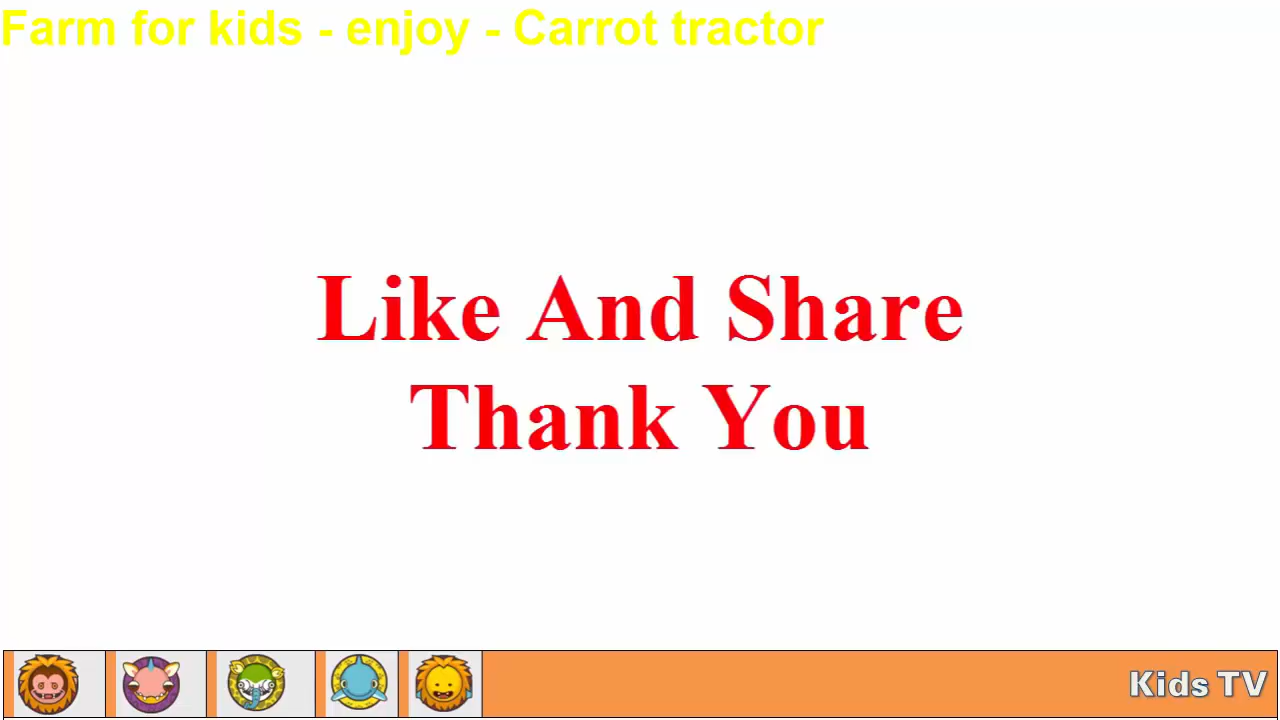 Farm for kids - enjoy - Carrot tractor
Like And Share
Thank You
Kids TV